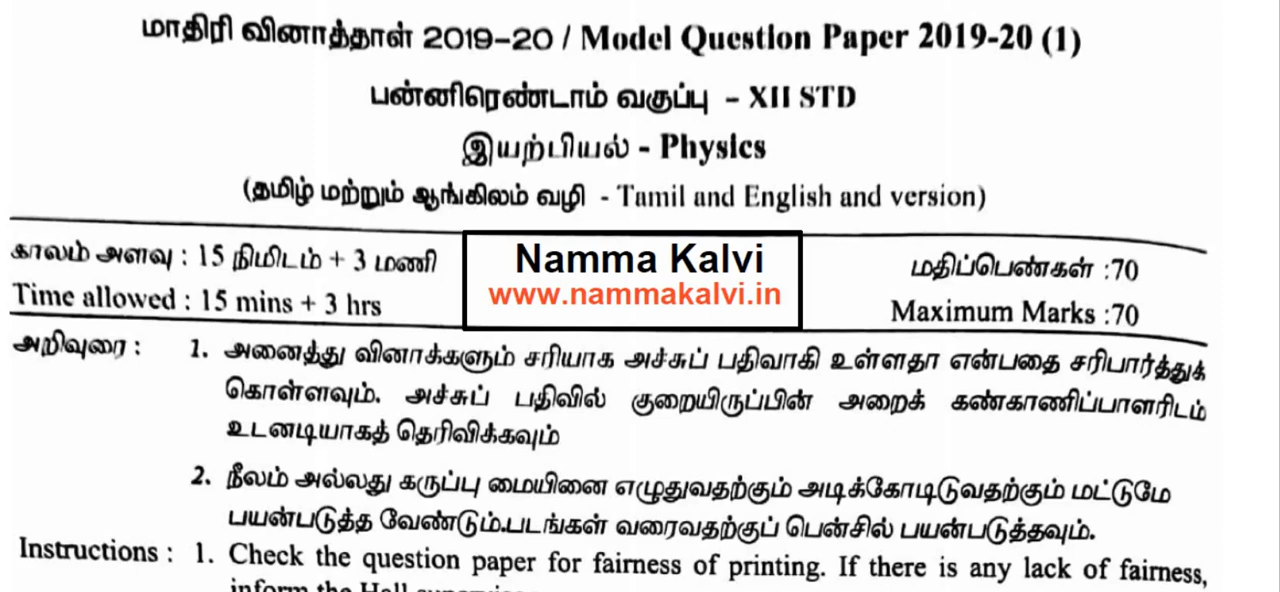 மாதிரி வினாத்தாள் 2019-20 / Model Question Paper 2019-20 (1)
பன்னிரெண்டாம் வகுப்பு - XII STD
இயற்பியல் - Physics
(தமிழ் மற்றும் ஆங்கிலம் வழி - Tamil and English and version)
காலம் அளவு : 15 நிமிடம் + 3 மணி
Time allowed : 15 mins + 3 hrs
Namma Kalvi
www.nammakalvi.in
மதிப்பெண்கள் :70
Maximum Marks :70
அறிவுரை : 1. அனைத்து வினாக்களும் சரியாக அச்சுப் பதிவாகி உள்ளதா என்பதை சரிபார்த்துக்
கொள்ளவும். அச்சுப் பதிவில் குறையிருப்பின் அறைக் கண்காணிப்பாளரிடம்
உடனடியாகத் தெரிவிக்கவும்
2. நீலம் அல்லது கருப்பு மையினை எழுதுவதற்கும் அடிக்கோடிடுவதற்கும் மட்டுமே
பயன்படுத்த வேண்டும்.படங்கள் வரைவதற்குப் பென்சில் பயன்படுத்தவும்.
Instructions : 1. Check the question paper for fairness of printing. If there is any lack of fairness,
inform the Hall